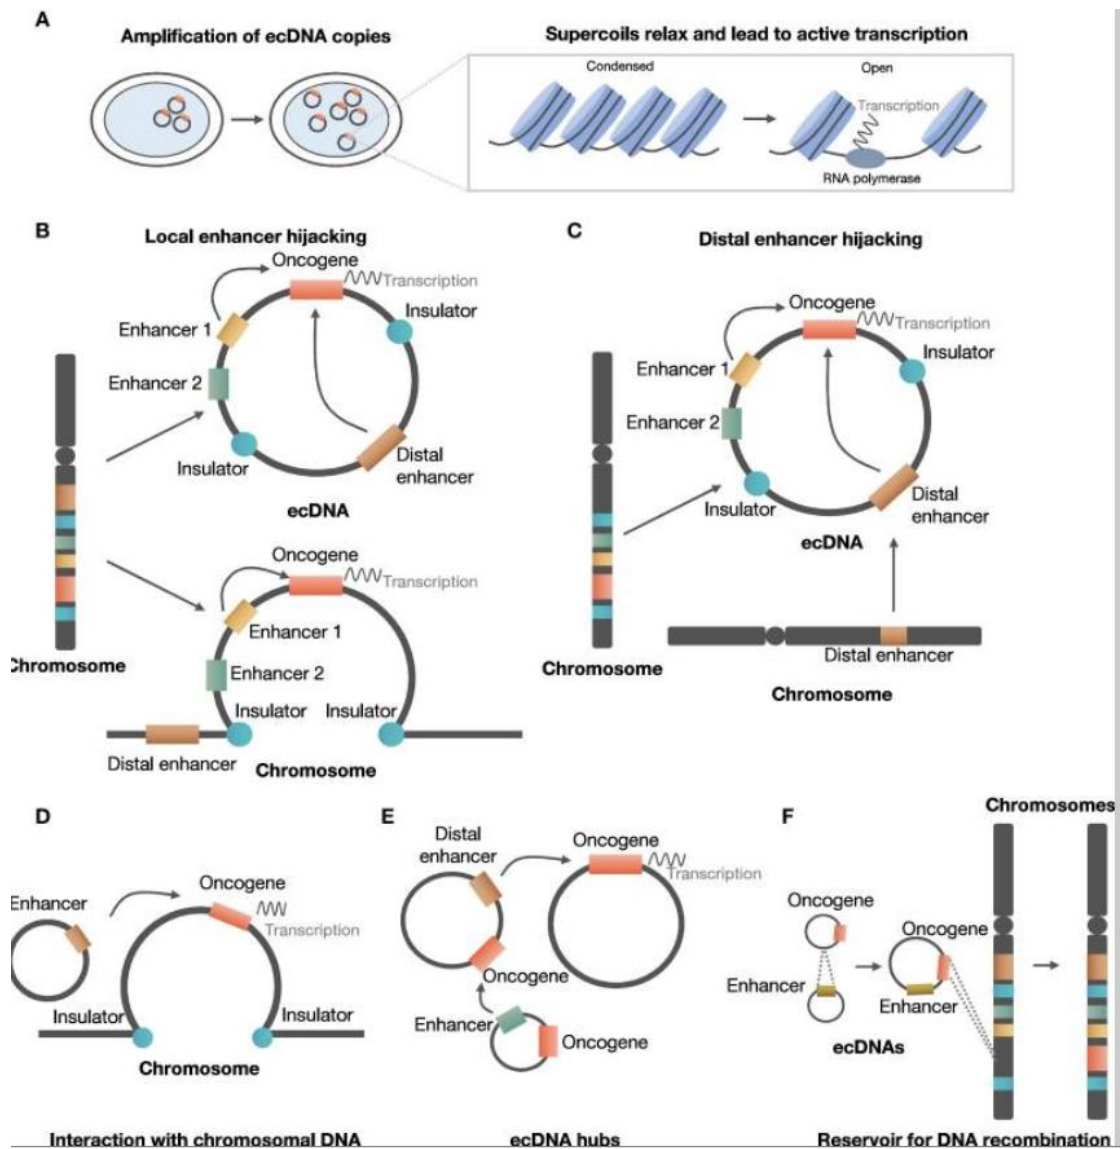 A
Amplification of ecDNA copies
Supercoils relax and lead to active transcription
Condensed
Open
Transcription
RNA polymerase
B
Local enhancer hijacking
Oncogene
Transcription
Insulator
Enhancer 1
Enhancer 2
Insulator
Distal
enhancer
ecDNA
Oncogene
Transcription
Enhancer 1
Enhancer 2
Chromosome
Insulator
Insulator
Distal enhancer
Chromosome
C
Distal enhancer hijacking
Oncogene
Transcription
Insulator
Enhancer 1
Enhancer 2
Insulator
Distal
enhancer
ecDNA
Distal enhancer
Chromosome
Chromosome
D
Enhancer
Oncogene
Transcription
Insulator
Insulator
Chromosome
Interaction with chromosomal DNA
E
Distal
enhancer
Oncogene
Transcription
Oncogene
Enhancer
Oncogene
ecDNA hubs
F
Chromosomes
Oncogene
Oncogene
Enhancer
Enhancer
ecDNAs
Reservoir for DNA recombination